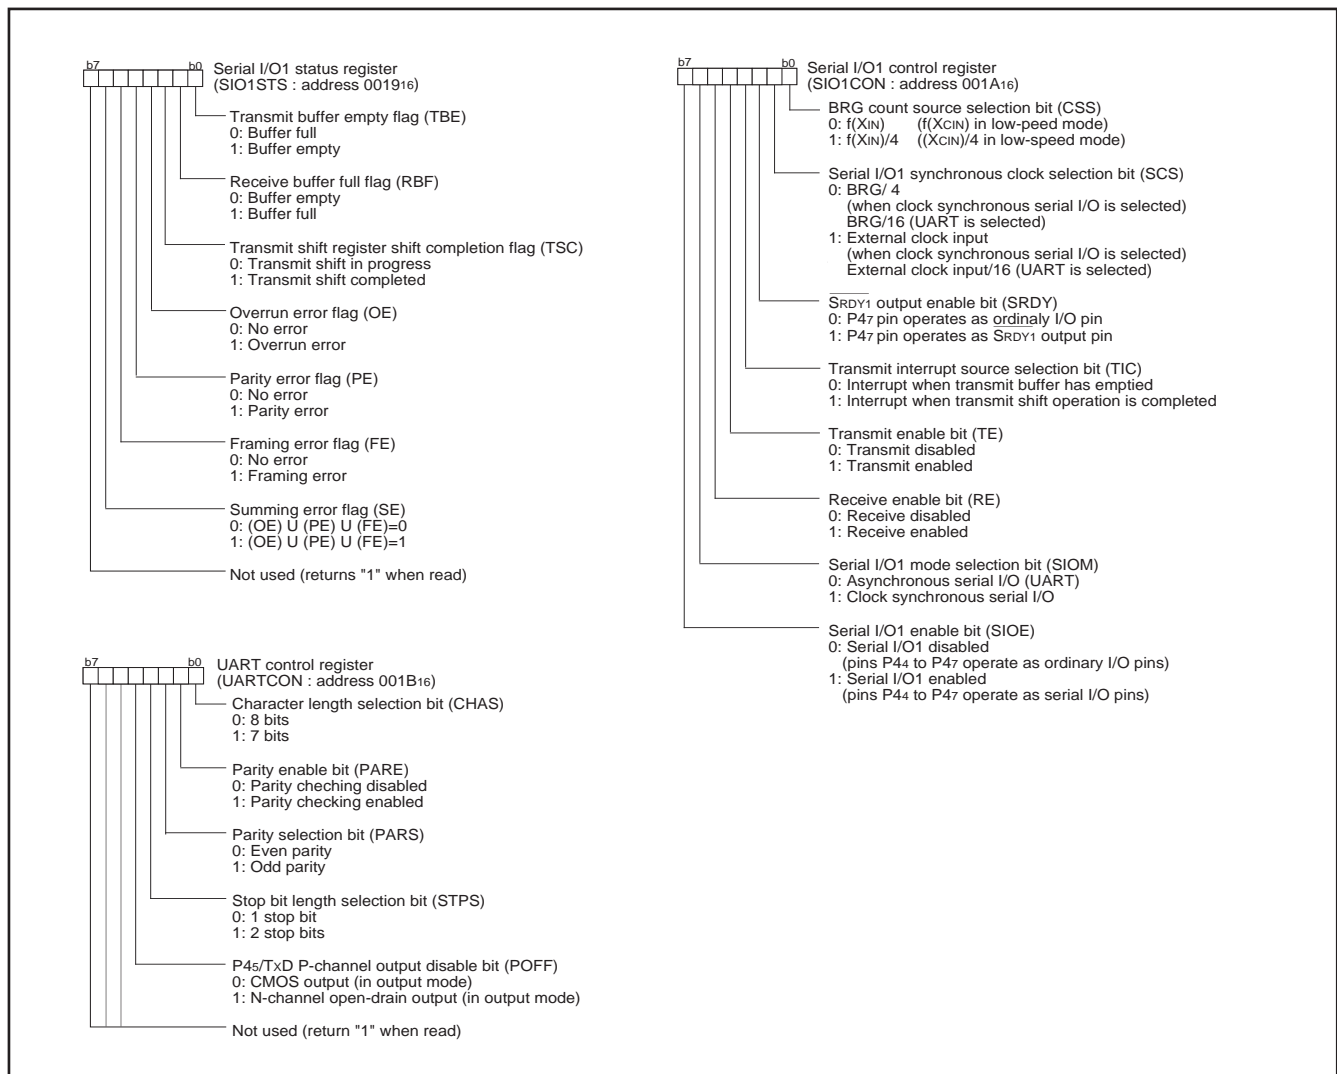 b7 b0 Serial I/O1 status register
(SIO1STS : address 001916)
Transmit buffer empty flag (TBE)
0: Buffer full
1: Buffer empty
Receive buffer full flag (RBF)
0: Buffer empty
1: Buffer full
Transmit shift register shift completion flag (TSC)
0: Transmit shift in progress
1: Transmit shift completed
Overrun error flag (OE)
0: No error
1: Overrun error
Parity error flag (PE)
0: No error
1: Parity error
Framing error flag (FE)
0: No error
1: Framing error
Summing error flag (SE)
0: (OE) U (PE) U (FE)=0
1: (OE) U (PE) U (FE)=1
Not used (returns "1" when read)
b7 b0 UART control register
(UARTCON : address 001B16)
Character length selection bit (CHAS)
0: 8 bits
1: 7 bits
Parity enable bit (PARE)
0: Parity cheching disabled
1: Parity checking enabled
Parity selection bit (PARS)
0: Even parity
1: Odd parity
Stop bit length selection bit (STPS)
0: 1 stop bit
1: 2 stop bits
P45/TXD P-channel output disable bit (POFF)
0: CMOS output (in output mode)
1: N-channel open-drain output (in output mode)
Not used (return "1" when read)
b7 b0 Serial I/O1 control register
(SIO1CON : address 001A16)
BRG count source selection bit (CSS)
0: f(XIN) (f(XCIN) in low-peed mode)
1: f(XIN)/4 ((XCIN)/4 in low-speed mode)
Serial I/O1 synchronous clock selection bit (SCS)
0: BRG/ 4
(when clock synchronous serial I/O is selected)
BRG/16 (UART is selected)
1: External clock input
(when clock synchronous serial I/O is selected)
External clock input/16 (UART is selected)
SRDY1 output enable bit (SRDY)
0: P47 pin operates as ordinaly I/O pin
1: P47 pin operates as SRDY1 output pin
Transmit interrupt source selection bit (TIC)
0: Interrupt when transmit buffer has emptied
1: Interrupt when transmit shift operation is completed
Transmit enable bit (TE)
0: Transmit disabled
1: Transmit enabled
Receive enable bit (RE)
0: Receive disabled
1: Receive enabled
Serial I/O1 mode selection bit (SIOM)
0: Asynchronous serial I/O (UART)
1: Clock synchronous serial I/O
Serial I/O1 enable bit (SIOE)
0: Serial I/O1 disabled
(pins P44 to P47 operate as ordinary I/O pins)
1: Serial I/O1 enabled
(pins P44 to P47 operate as serial I/O pins)